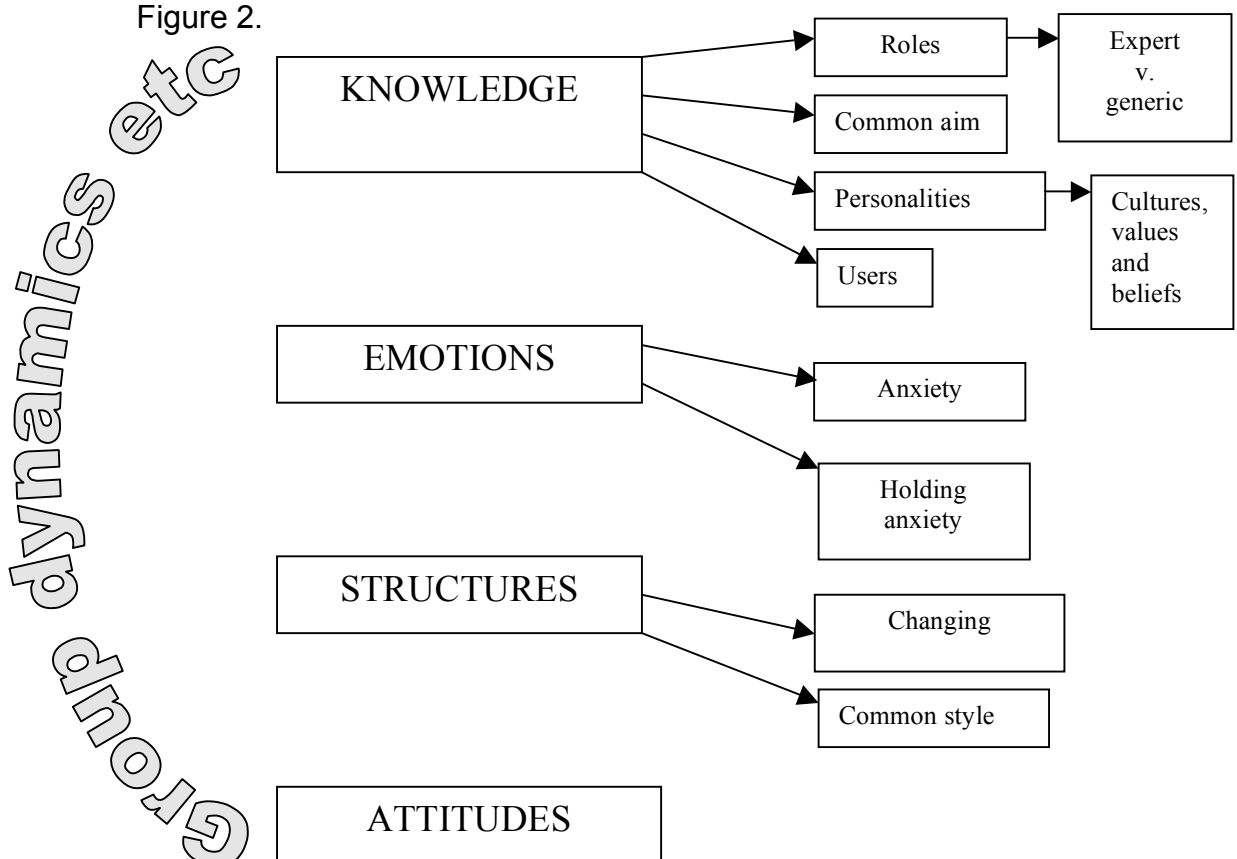 Figure 2.
Group dynamics etc
KNOWLEDGE
Roles
Expert
v.
generic
Common aim
Personalities
Cultures,
values
and
beliefs
Users
EMOTIONS
Anxiety
Holding
anxiety
STRUCTURES
Changing
Common style
ATTITUDES